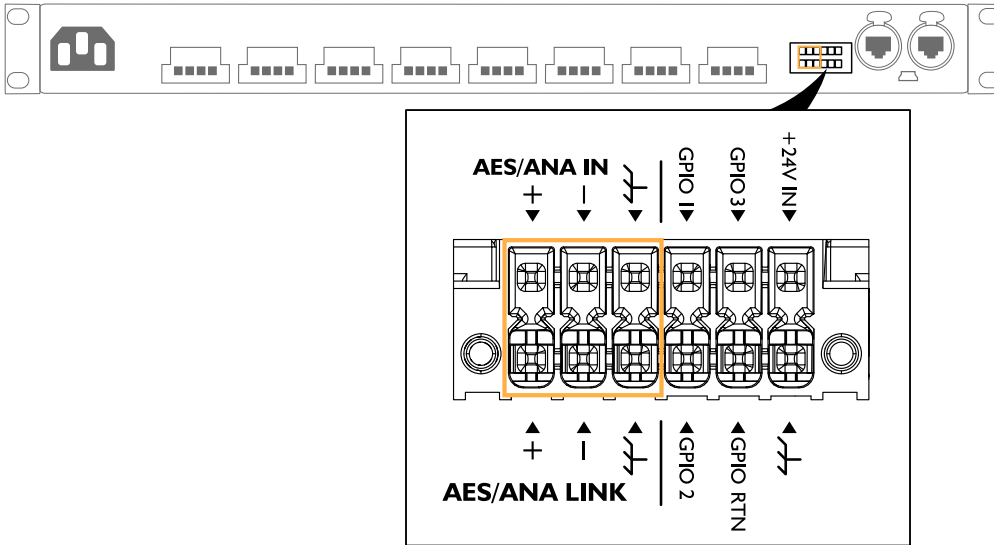 AES/ANA IN
+ −
GPIO 1
GPIO 3
+24V IN
+ −
GPIO 2
GPIO RTN
AES/ANA LINK